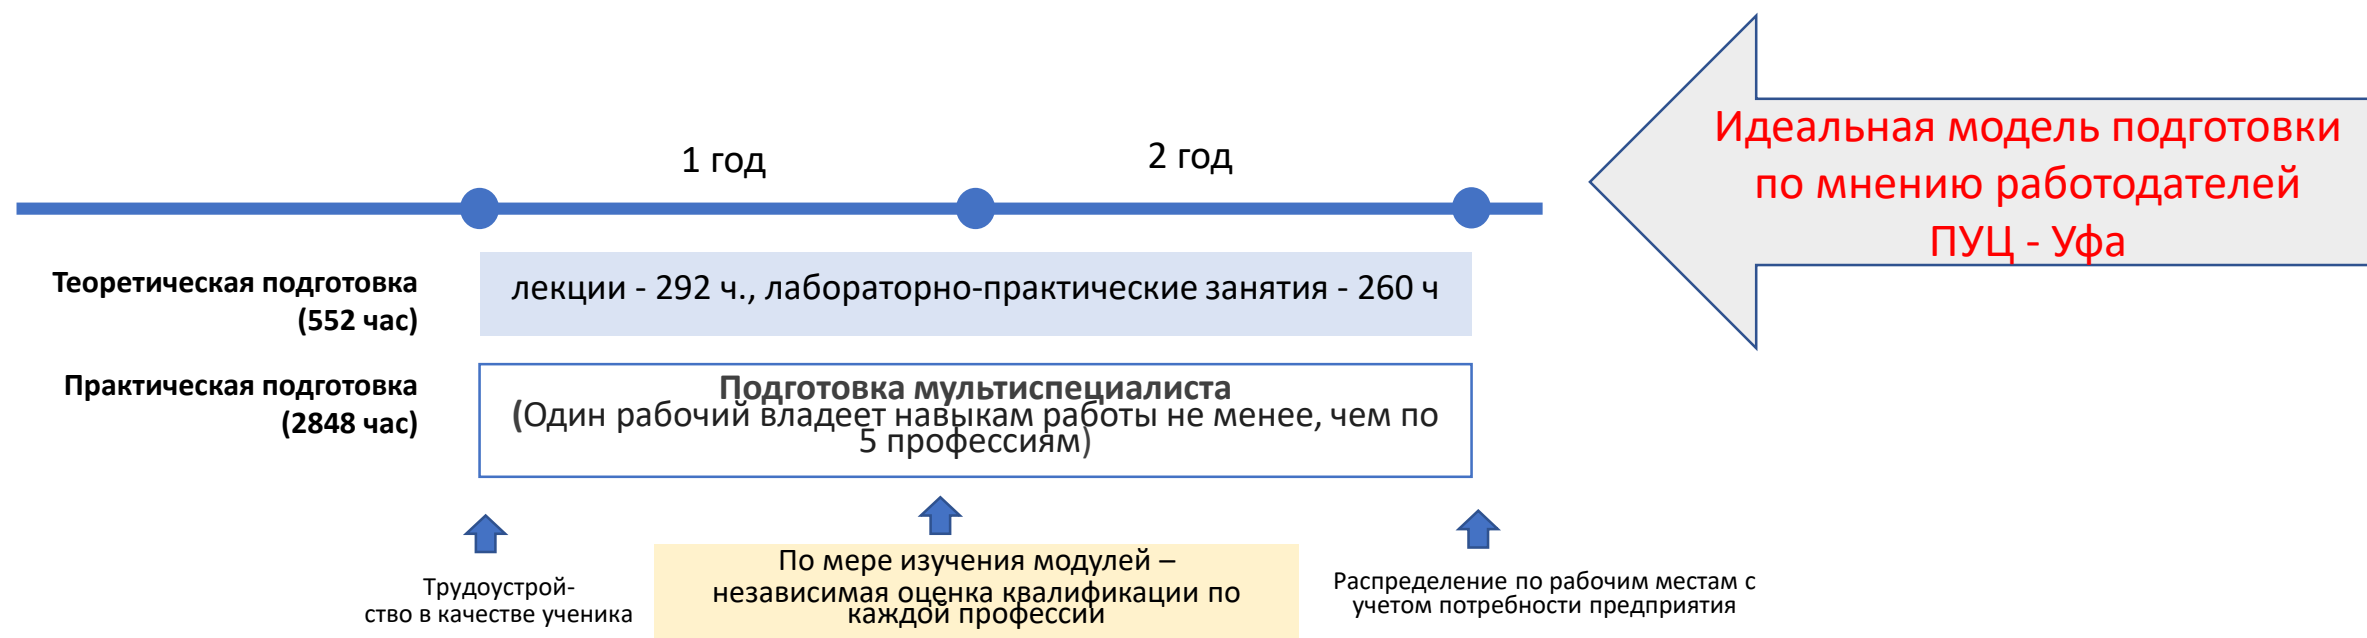 1 год
2 год
Идеальная модель подготовки
по мнению работодателей
ПУЦ - Уфа
Теоретическая подготовка
(552 час)
лекции - 292 ч., лабораторно-практические занятия - 260 ч
Практическая подготовка
(2848 час)
Подготовка мультиспециалиста
(Один рабочий владеет навыкам работы не менее, чем по
5 профессиям)
Трудоустрой-
ство в качестве ученика
По мере изучения модулей –
независимая оценка квалификации по
каждой профессии
Распределение по рабочим местам с
учетом потребности предприятия